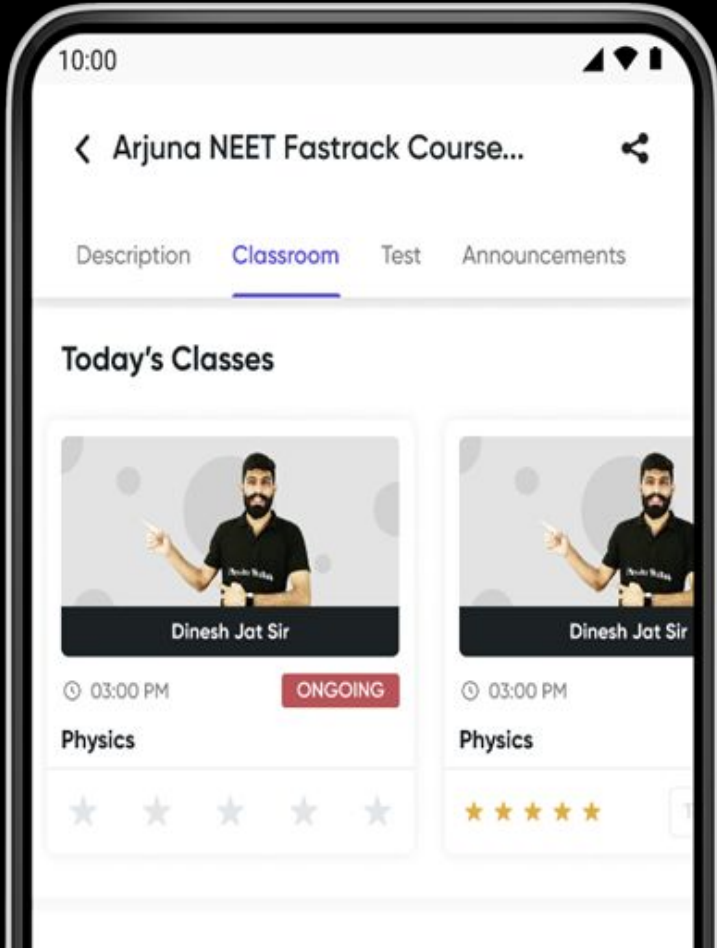 10:00
Arjuna NEET Fastrack Course...
Description Classroom Test Announcements
Today's Classes
Dinesh Jat Sir
03:00 PM ONGOING
Physics
Dinesh Jat Sir
03:00 PM
Physics